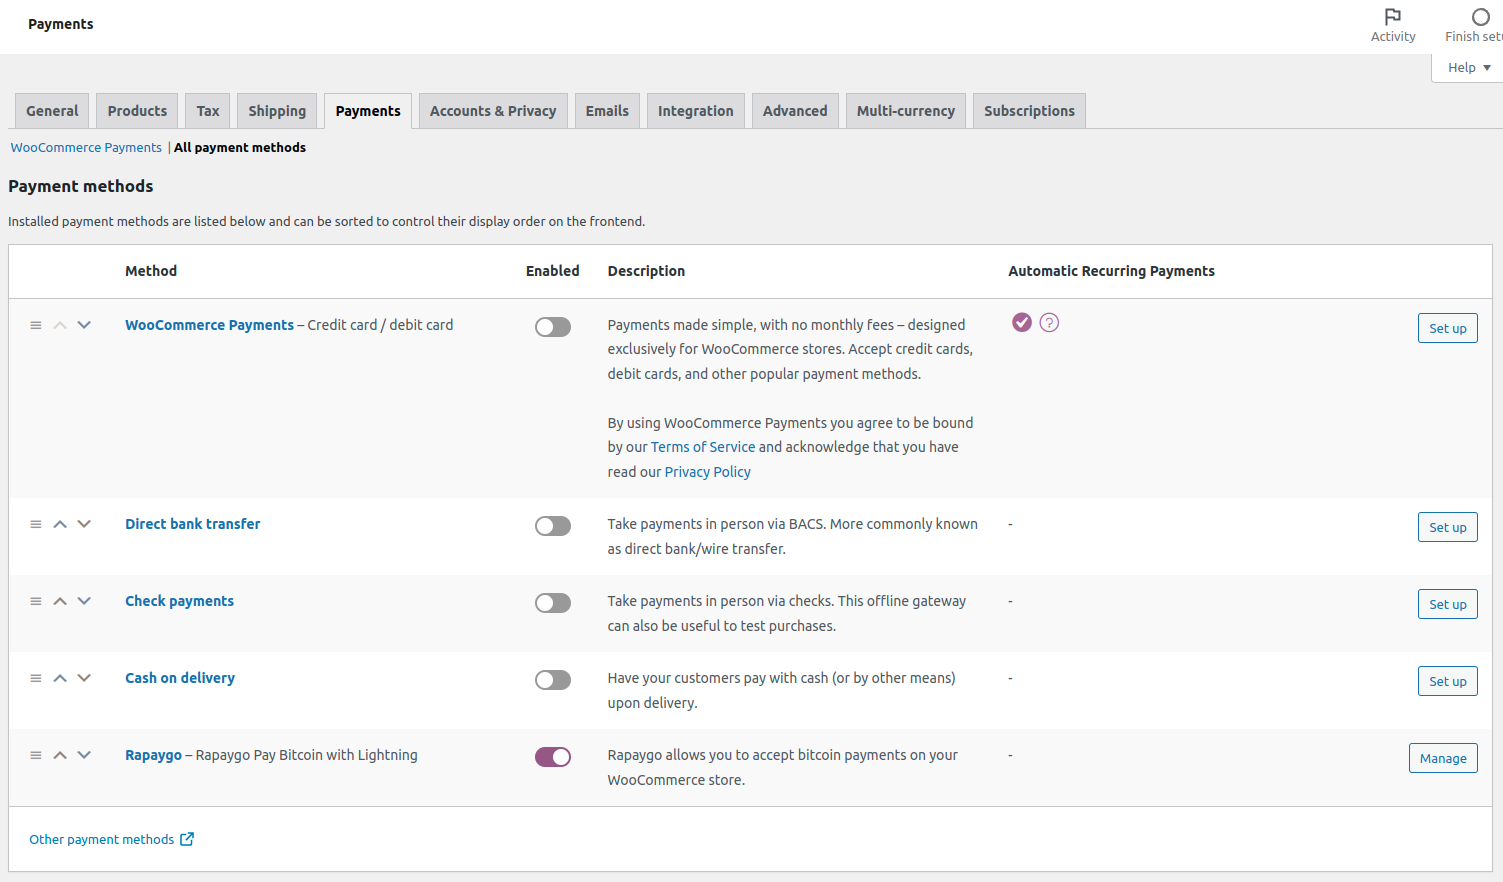 Payments
Activity
Finish set
Help
General Products Tax Shipping Payments Accounts & Privacy Emails Integration Advanced Multi-currency Subscriptions
WooCommerce Payments | All payment methods
Payment methods
Installed payment methods are listed below and can be sorted to control their display order on the frontend.
Method Enabled Description Automatic Recurring Payments
WooCommerce Payments – Credit card / debit card
Payments made simple, with no monthly fees – designed
exclusively for WooCommerce stores. Accept credit cards,
debit cards, and other popular payment methods.
By using WooCommerce Payments you agree to be bound
by our Terms of Service and acknowledge that you have
read our Privacy Policy
?
Set up
Direct bank transfer
Take payments in person via BACS. More commonly known
as direct bank/wire transfer.
-
Set up
Check payments
Take payments in person via checks. This offline gateway
can also be useful to test purchases.
-
Set up
Cash on delivery
Have your customers pay with cash (or by other means)
upon delivery.
-
Set up
Rapaygo – Rapaygo Pay Bitcoin with Lightning
Rapaygo allows you to accept bitcoin payments on your
WooCommerce store.
-
Manage
Other payment methods